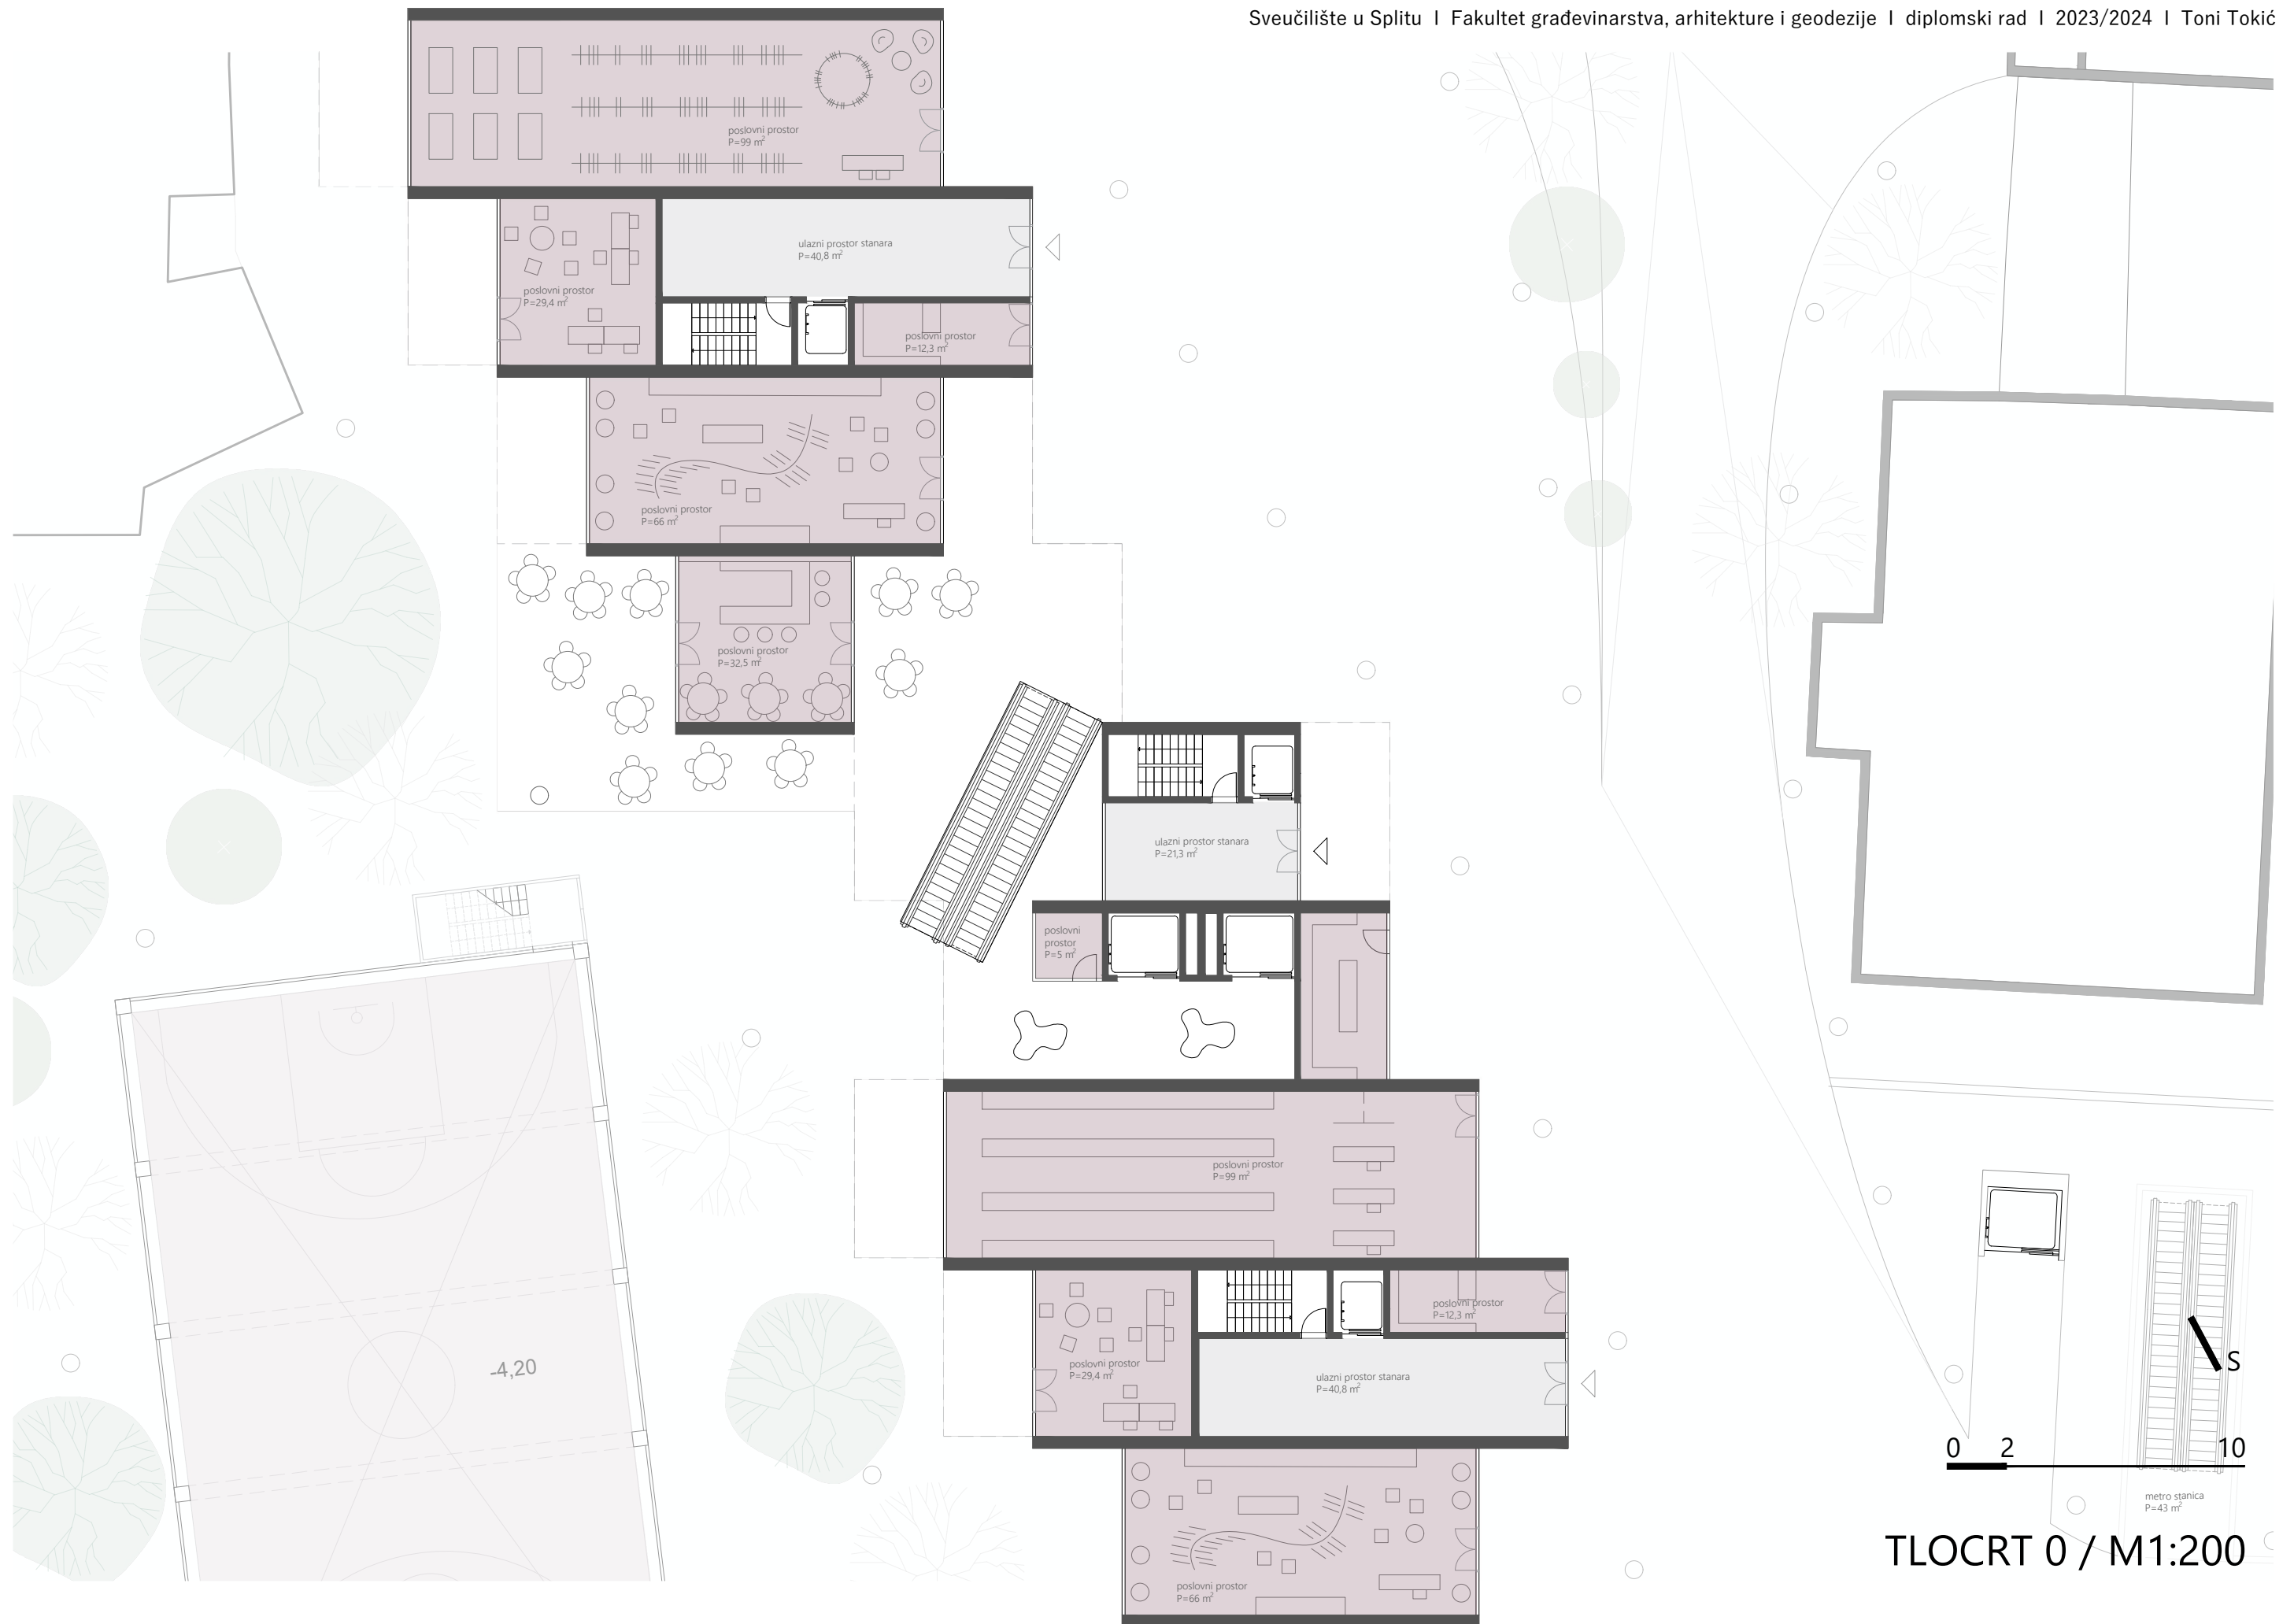 Sveučilište u Splitu I Fakultet građevinarstva, arhitekture i geodezije I diplomski rad I 2023/2024 I Toni Tokić
poslovni prostor
P=99 m²
ulazni prostor stanara
P=40,8 m²
poslovni prostor
P=29,4 m²
poslovni prostor
P=12,3 m²
poslovni prostor
P=66 m²
poslovni prostor
P=32,5 m²
ulazni prostor stanara
P=21,3 m²
poslovni
prostor
P=5 m²
poslovni prostor
P=99 m²
poslovni prostor
P=12,3 m²
poslovni prostor
P=29,4 m²
ulazni prostor stanara
P=40,8 m²
-4,20
poslovni prostor
P=66 m²
S
0 2 10
metro stanica
P=43 m²
TLOCRT 0 / M1:200